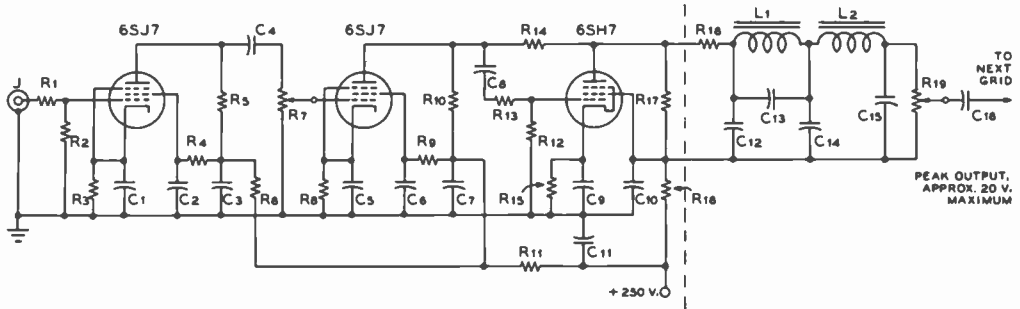 6SJ7
C4
6SJ7
R14
6SH7
R16
L1
L2
J
R1
R5
R7
R10
C8
R13
R17
C13
C15
R19
TO
NEXT
GRID
C16
R2
R4
R9
R12
C12
C14
R3
C1
C2
C3
R6
R8
C5
C6
C7
R15
C9
C10
R18
PEAK OUTPUT,
APPROX. 20 V.
MAXIMUM
R11
C11
+ 250 V.